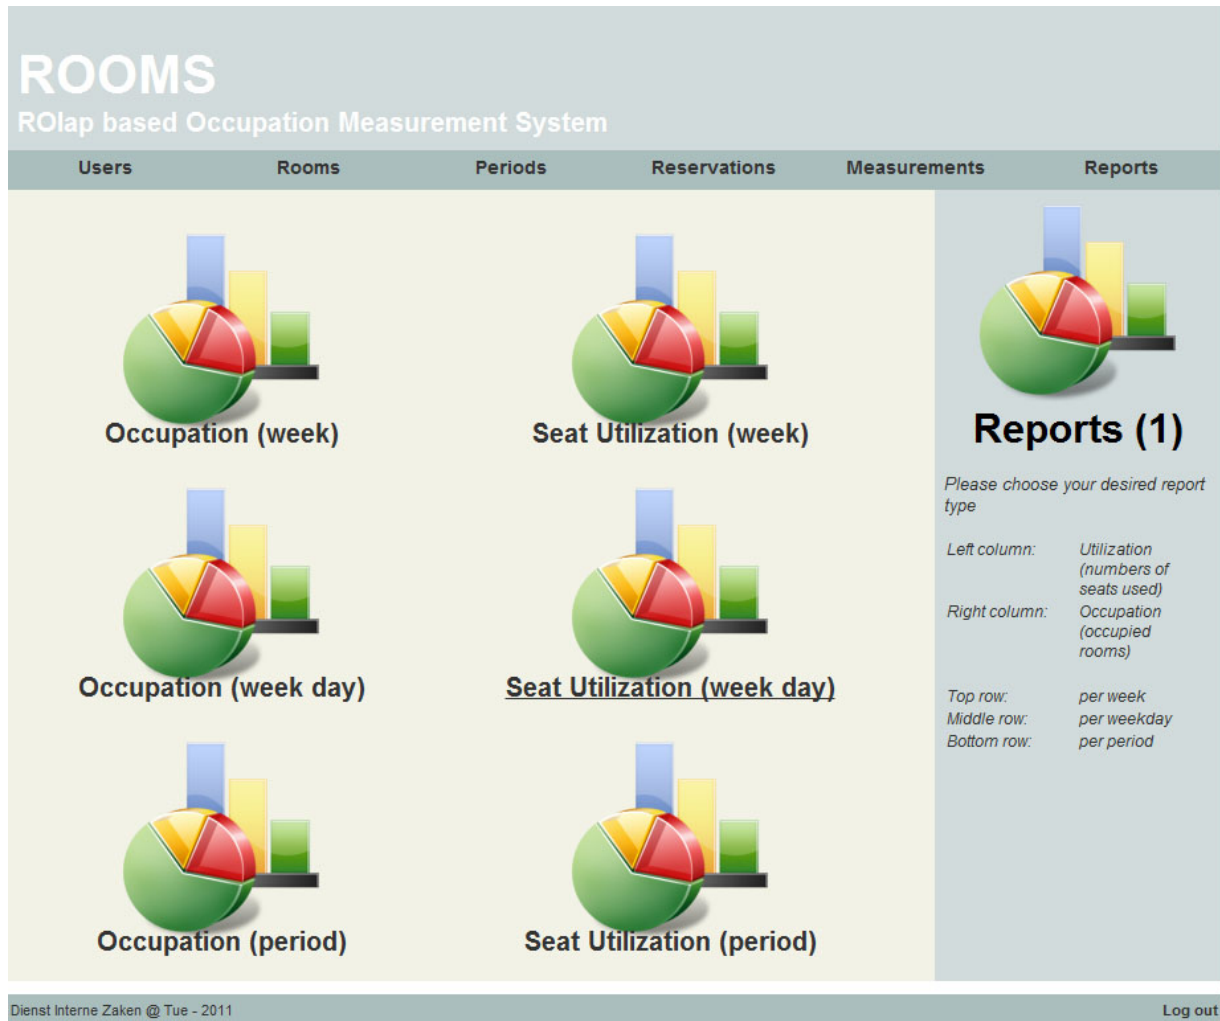 ROOMS
ROlap based Occupation Measurement System
Users Rooms Periods Reservations Measurements Reports
Occupation (week)
Seat Utilization (week)
Occupation (week day)
Seat Utilization (week day)
Occupation (period)
Seat Utilization (period)
Reports (1)
Please choose your desired report
type
Left column: Utilization
(numbers of
seats used)
Right column: Occupation
(occupied
rooms)
Top row: per week
Middle row: per weekday
Bottom row: per period
Dienst Interne Zaken @ Tue - 2011
Log out